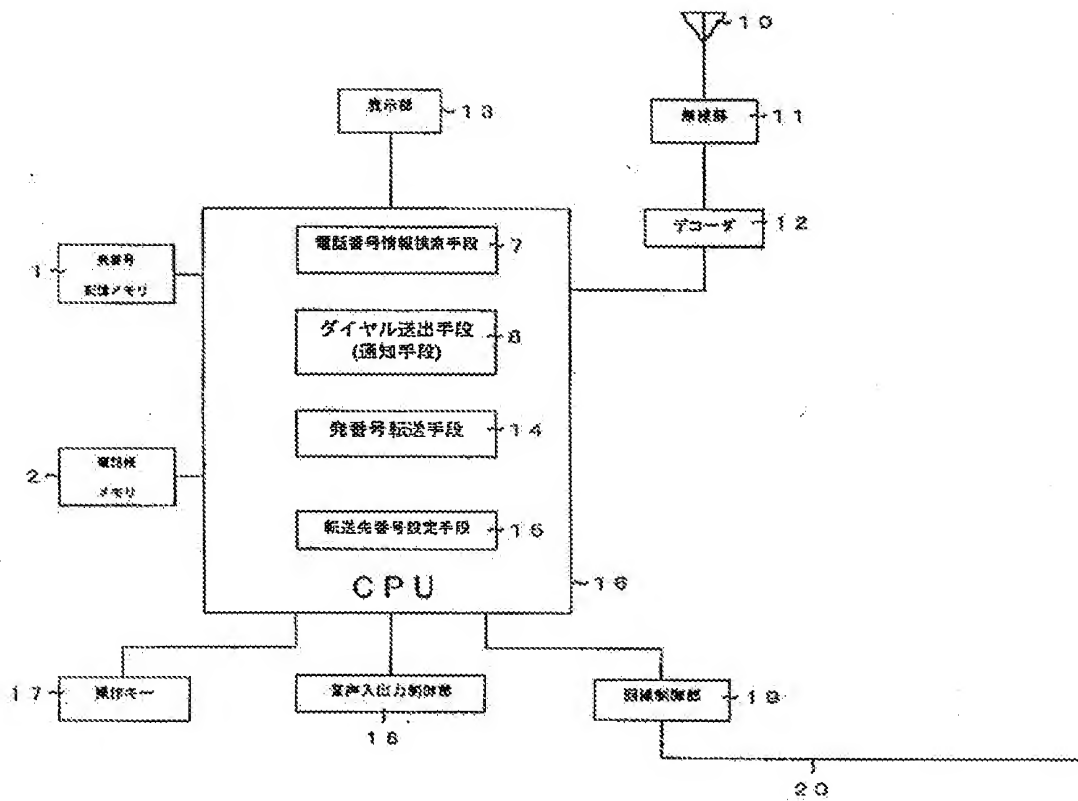 10
表示部
13
無線部
11
デコーダ
12
電話番号情報検索手段
7
1
発番号
記憶メモリ
ダイヤル送出手段
(通知手段)
8
発番号転送手段
14
2
電話帳
メモリ
転送先番号設定手段
15
CPU
16
17
操作キー
音声入出力制御部
18
回線制御部
19
20